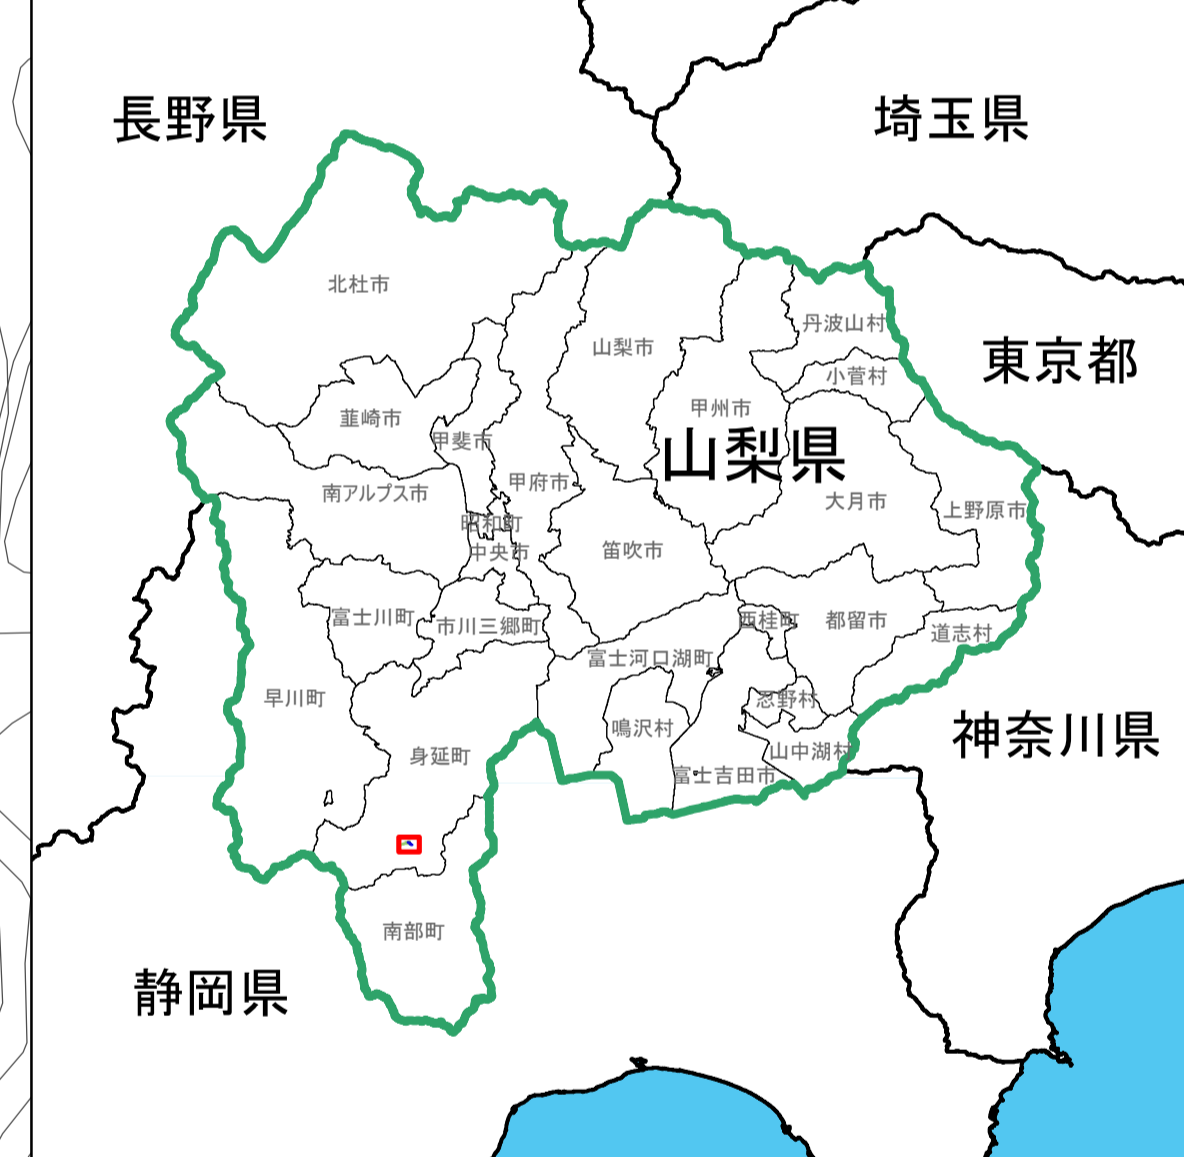 長野県
埼玉県
北杜市
丹波山村
山梨市
東京都
小菅村
甲州市
韮崎市
甲斐市
山梨県
甲府市
南アルプス市
大月市
上野原市
昭和町
中央市
笛吹市
富士川町
市川三郷町
西桂町
都留市
道志村
富士河口湖町
早川町
忍野村
鳴沢村
神奈川県
山中湖村
身延町
富士吉田市
南部町
静岡県